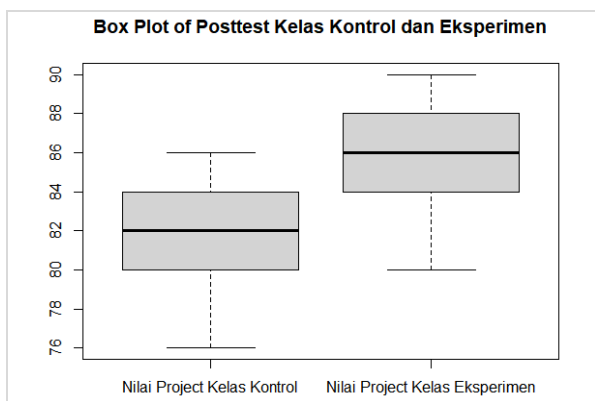 Box Plot of Posttest Kelas Kontrol dan Eksperimen
90
88
86
84
82
80
78
76
Nilai Project Kelas Kontrol
Nilai Project Kelas Eksperimen